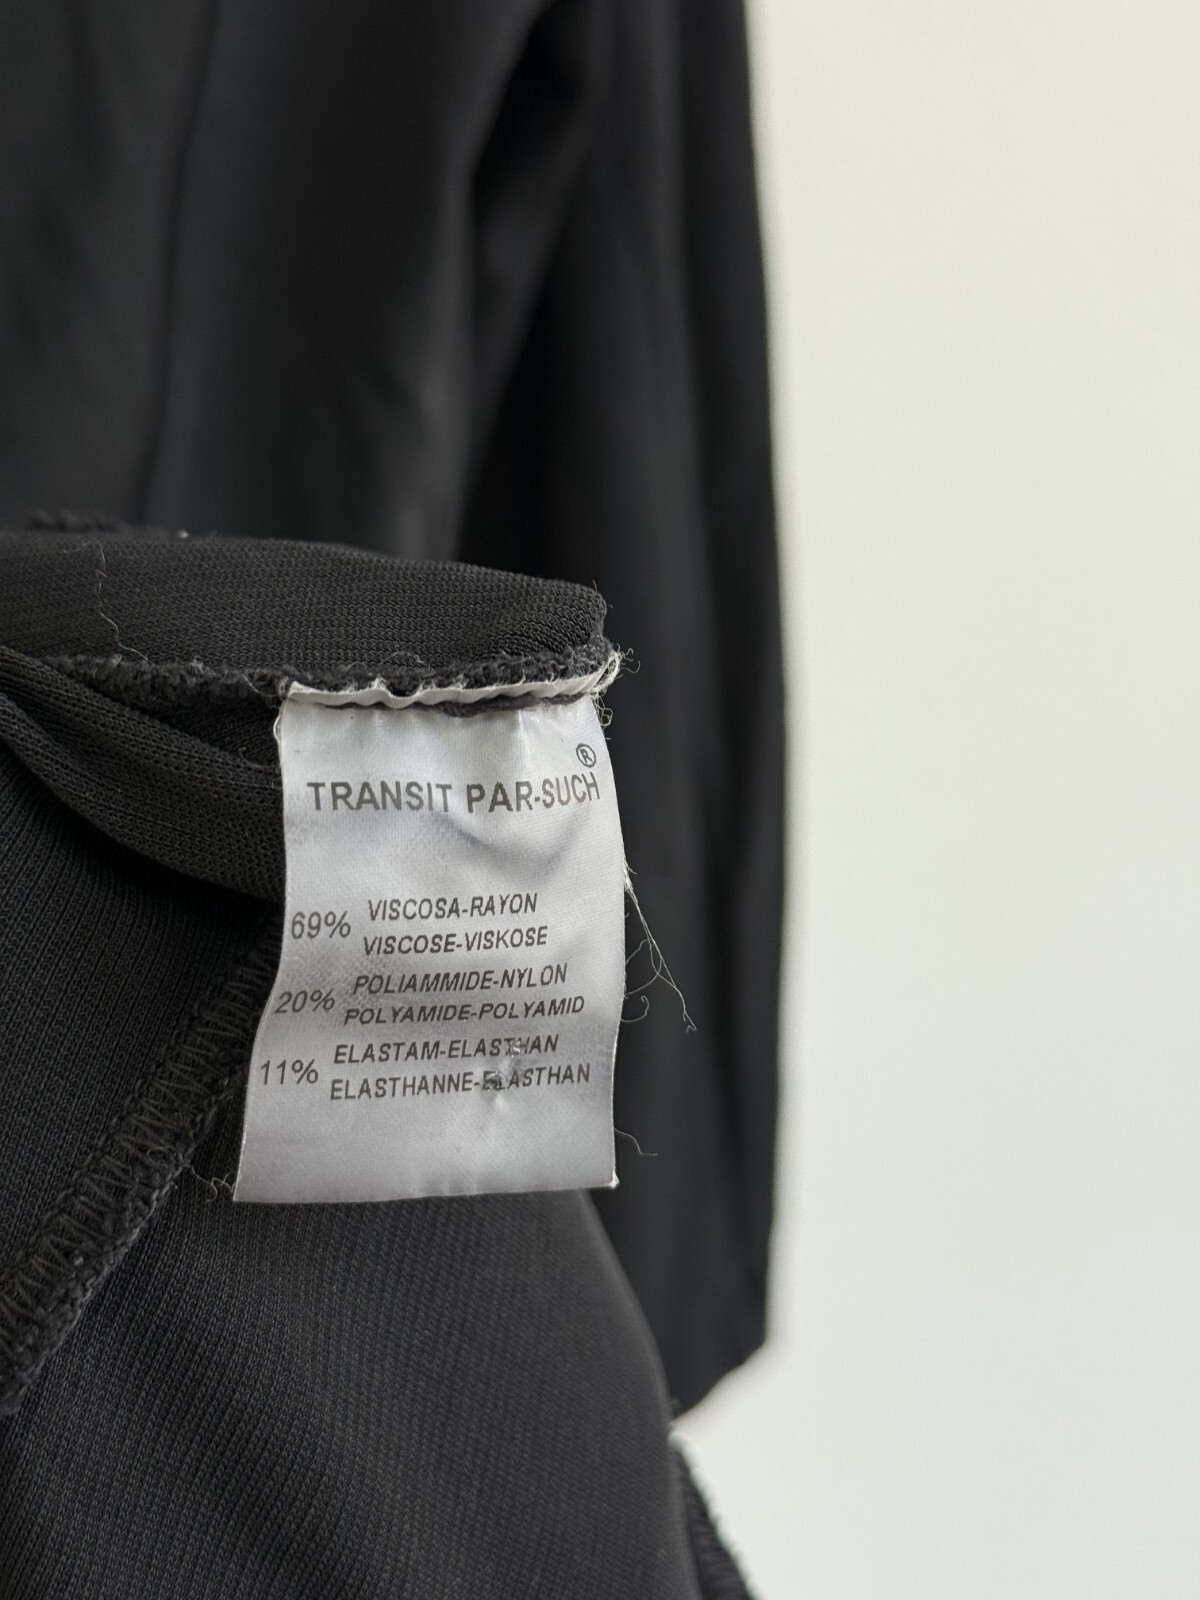 ®
TRANSIT PAR-SUCH
69% VISCOSA-RAYON
VISCOSE-VISKOSE
20% POLIAMMIDE-NYLON
POLYAMIDE-POLYAMID
11% ELASTAM-ELASTHAN
ELASTHANNE-ELASTHAN